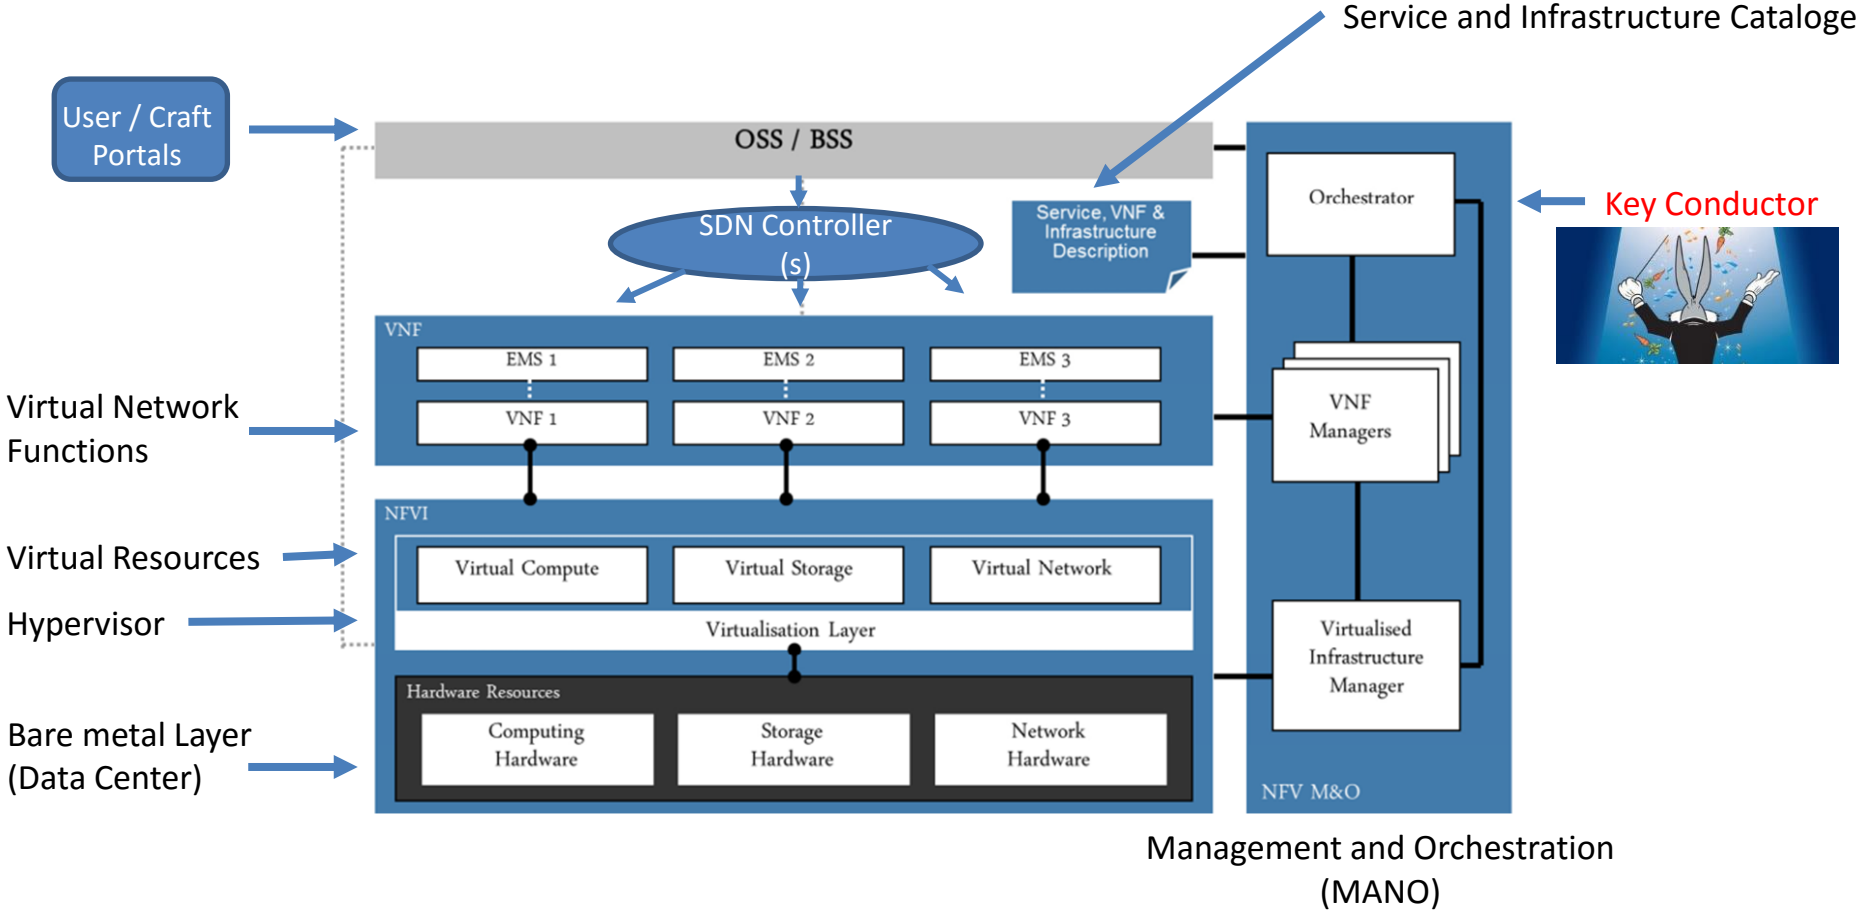 Service and Infrastructure Cataloge
User / Craft
Portals
OSS / BSS
SDN Controller
(s)
Service, VNF &
Infrastructure
Description
Orchestrator
Key Conductor
VNF
EMS 1
EMS 2
EMS 3
VNF 1
VNF 2
VNF 3
VNF
Managers
Virtual Network
Functions
NFVI
Virtual Resources
Virtual Compute
Virtual Storage
Virtual Network
Hypervisor
Virtualisation Layer
Virtualised
Infrastructure
Manager
Hardware Resources
Bare metal Layer
(Data Center)
Computing
Hardware
Storage
Hardware
Network
Hardware
NFV M&O
Management and Orchestration
(MANO)